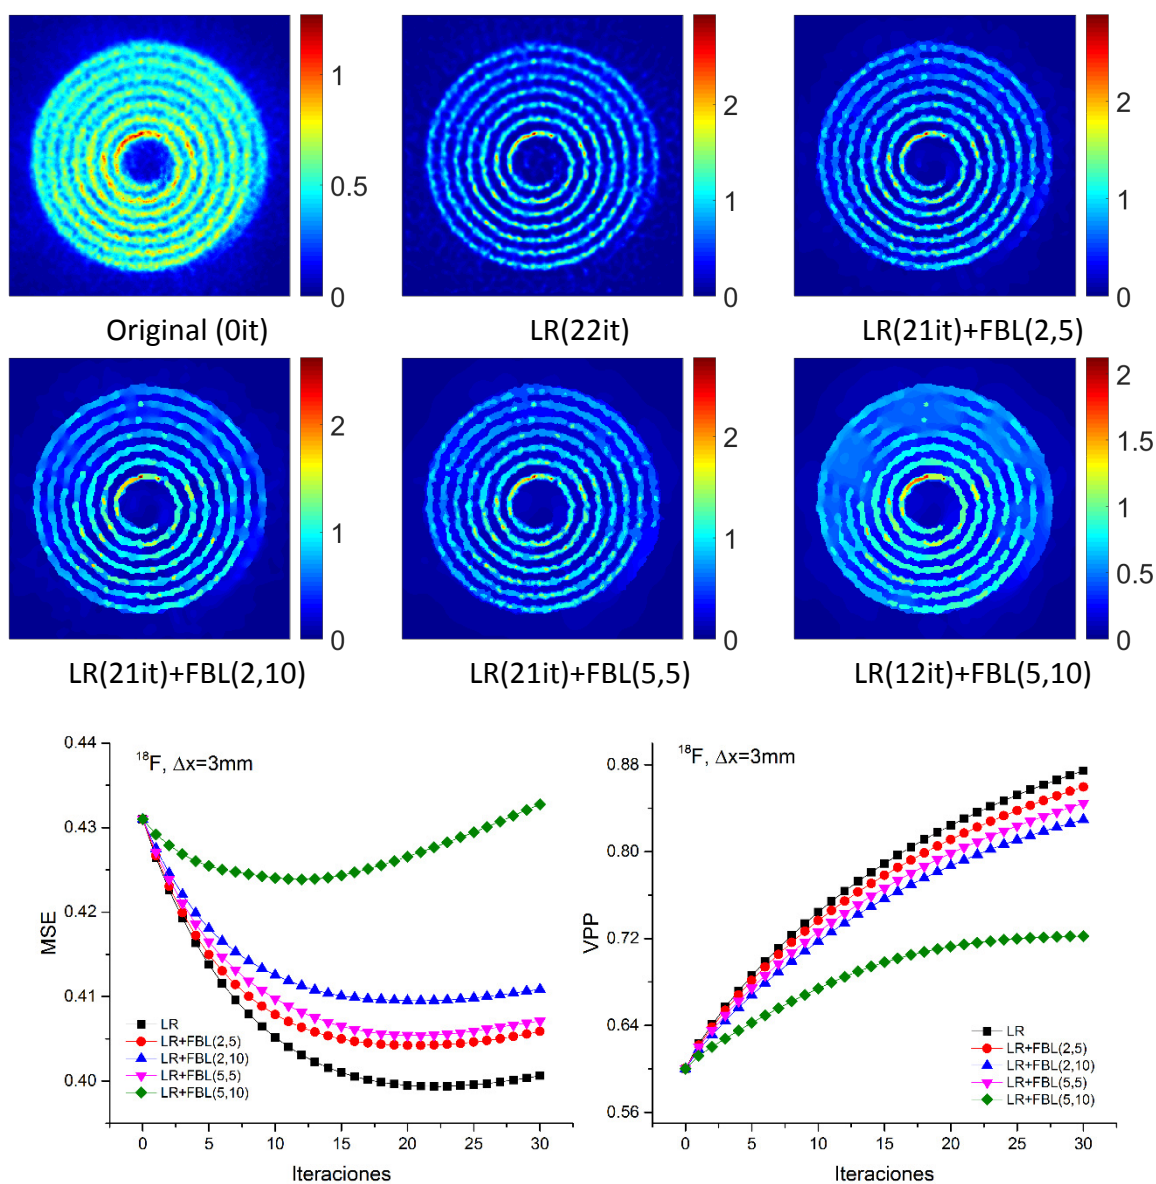 1
0.5
0
Original (0it)
2
1
0
LR(22it)
2
1
0
LR(21it)+FBL(2,5)
2
1
0
LR(21it)+FBL(2,10)
2
1
0
LR(21it)+FBL(5,5)
2
1.5
1
0.5
0
LR(12it)+FBL(5,10)
0.44
0.43
0.42
0.41
0.40
MSE
¹⁸F, Δx=3mm
LR
LR+FBL(2,5)
LR+FBL(2,10)
LR+FBL(5,5)
LR+FBL(5,10)
0 5 10 15 20 25 30
Iteraciones
0.88
0.80
0.72
0.64
0.56
VPP
¹⁸F, Δx=3mm
LR
LR+FBL(2,5)
LR+FBL(2,10)
LR+FBL(5,5)
LR+FBL(5,10)
0 5 10 15 20 25 30
Iteraciones